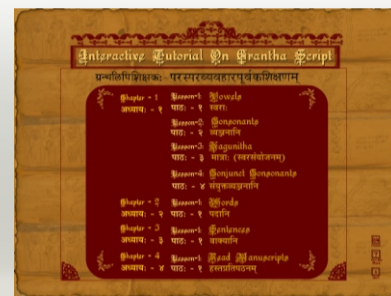 Interactive Tutorial On Grantha Script
ग्रन्थलिपिशिक्षकः - परस्परव्यवहारपूर्वकशिक्षणम्
Chapter - 1 Lesson-1: Vowels
अध्यायः - १ पाठः - १ स्वराः
Lesson-2: Consonants
पाठः - २ व्यञ्जनानि
Lesson-3: Nagunitha
पाठः - ३ मात्राः (स्वरसंयोजनम्)
Lesson-4: Conjunct Consonants
पाठः - ४ संयुक्तव्यञ्जनानि
Chapter - 2 Lesson-1: Words
अध्यायः - २ पाठः - १ पदानि
Chapter - 3 Lesson-1: Sentences
अध्यायः - ३ पाठः - १ वाक्यानि
Chapter - 4 Lesson-1: Read Manuscripts
अध्यायः - ४ पाठः - १ हस्तप्रतिपठनम्